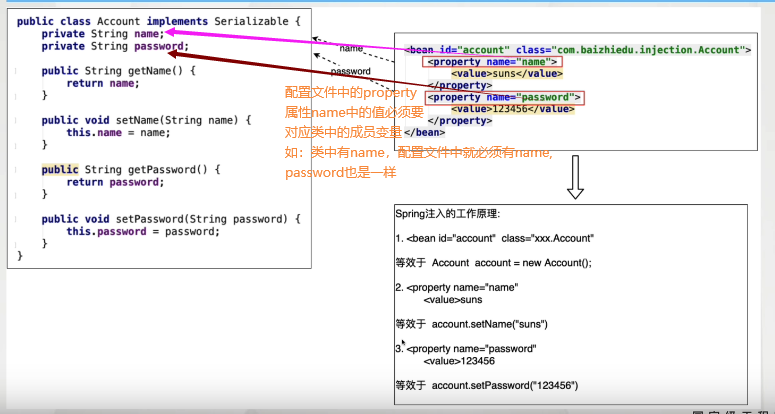 public class Account implements Serializable {
private String name;
private String password;
public String getName() {
return name;
}
public void setName(String name) {
this.name = name;
}
public String getPassword() {
return password;
}
public void setPassword(String password) {
this.password = password;
}
}
name
password
<bean id="account" class="com.baizhiedu.injection.Account">
<property name="name">
<value>suns</value>
</property>
<property name="password">
<value>123456</value>
</property>
</bean>
配置文件中的property
属性name中的值必须要
对应类中的成员变量
如：类中有name，配置文件中就必须有name,
password也是一样
Spring注入的工作原理:
1. <bean id="account" class="xxx.Account"
等效于 Account account = new Account();
2. <property name="name"
<value>suns
等效于 account.setName("suns")
3. <property name="password"
<value>123456
等效于 account.setPassword("123456")